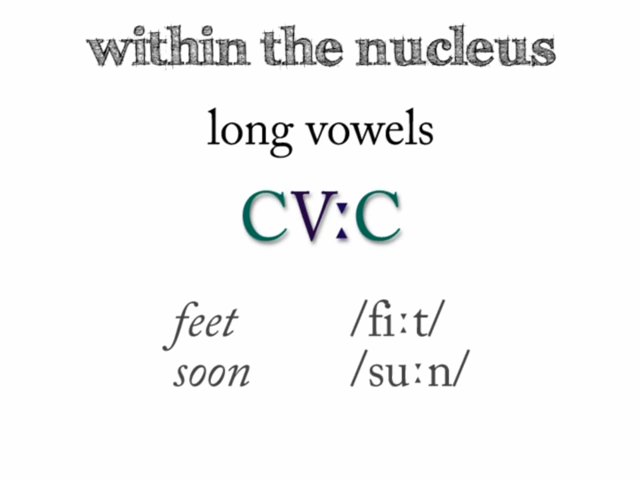 within the nucleus
long vowels
CVːC
feet /fiːt/
soon /suːn/